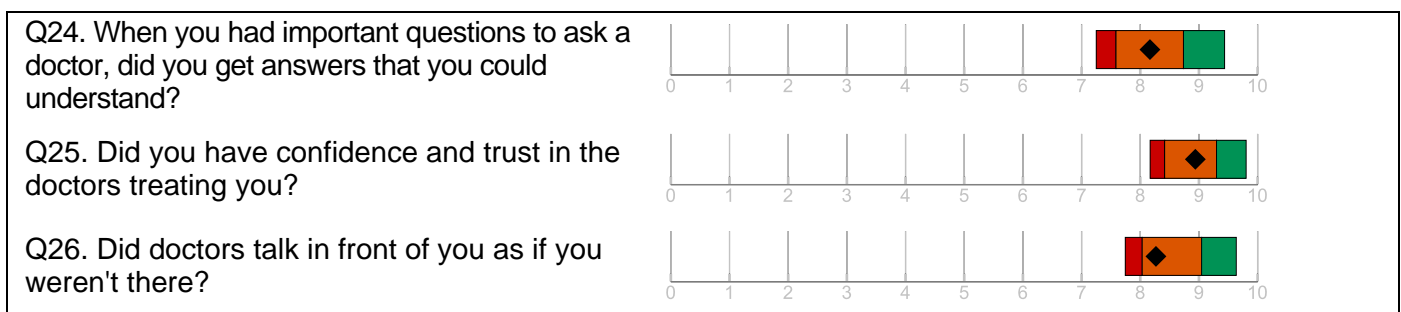 Q24. When you had important questions to ask a
doctor, did you get answers that you could
understand?
0 1 2 3 4 5 6 7 8 9 10
Q25. Did you have confidence and trust in the
doctors treating you?
0 1 2 3 4 5 6 7 8 9 10
Q26. Did doctors talk in front of you as if you
weren't there?
0 1 2 3 4 5 6 7 8 9 10